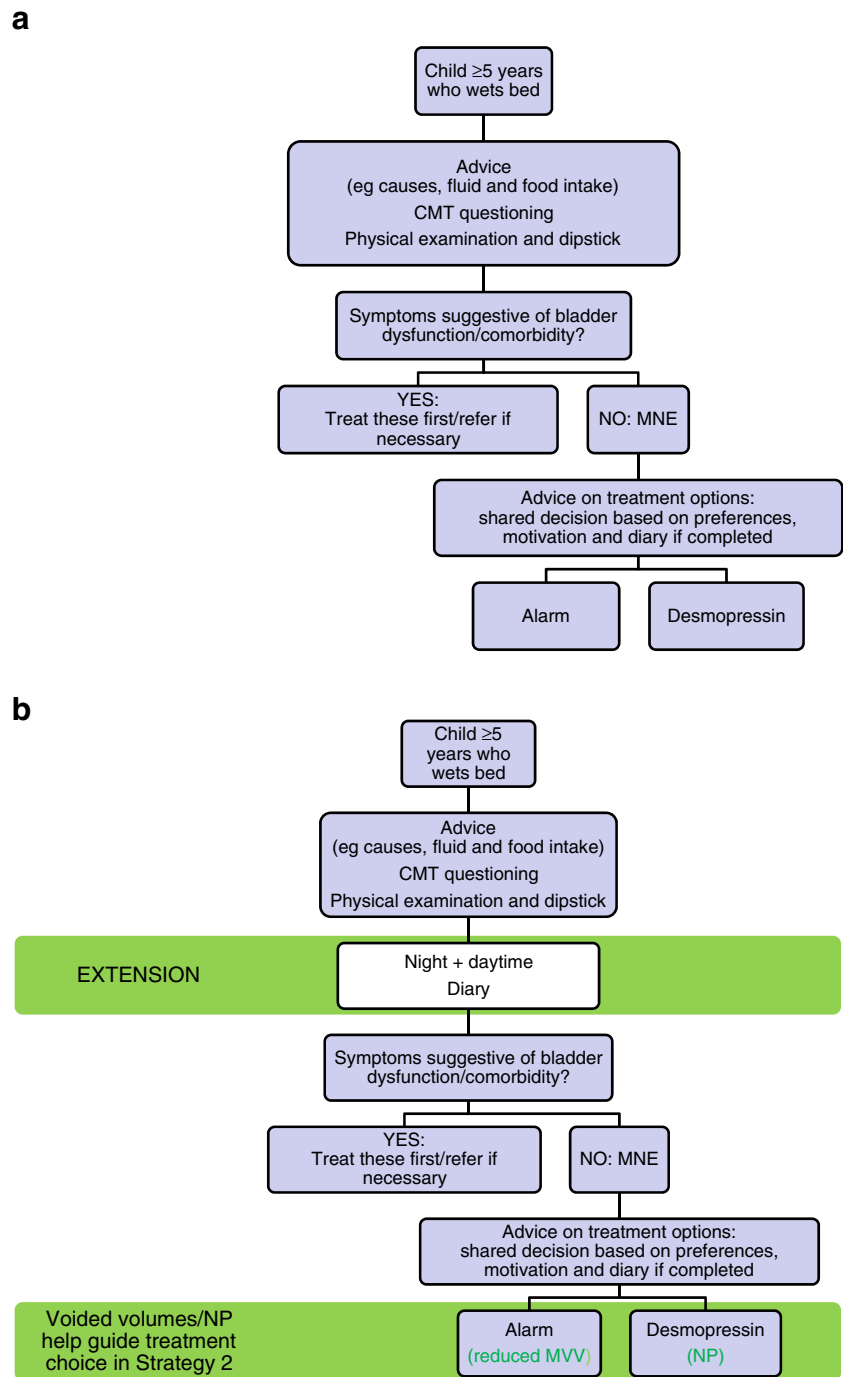 a
Child ≥5 years
who wets bed
Advice
(eg causes, fluid and food intake)
CMT questioning
Physical examination and dipstick
Symptoms suggestive of bladder
dysfunction/comorbidity?
YES:
Treat these first/refer if
necessary
NO: MNE
Advice on treatment options:
shared decision based on preferences,
motivation and diary if completed
Alarm
Desmopressin
b
Child ≥5
years who
wets bed
Advice
(eg causes, fluid and food intake)
CMT questioning
Physical examination and dipstick
EXTENSION
Night + daytime
Diary
Symptoms suggestive of bladder
dysfunction/comorbidity?
YES:
Treat these first/refer if
necessary
NO: MNE
Advice on treatment options:
shared decision based on preferences,
motivation and diary if completed
Voided volumes/NP
help guide treatment
choice in Strategy 2
Alarm
(reduced MVV)
Desmopressin
(NP)